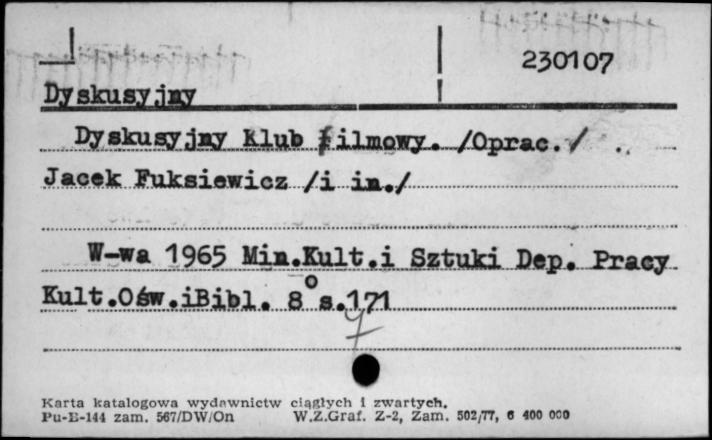 230107
Dyskusyjny
Dyskusyjny Klub Filmowy. /Oprac./
Jacek Fuksiewicz /i in./
W-wa 1965 Min.Kult.i Sztuki Dep. Pracy
Kult.Ośw.iBibl. 8° s.171
Karta katalogowa wydawnictw ciągłych i zwartych.
Pu-E-144 zam. 567/DW/On W.Z.Graf. Z-2, Zam. 502/77, 6 400 000